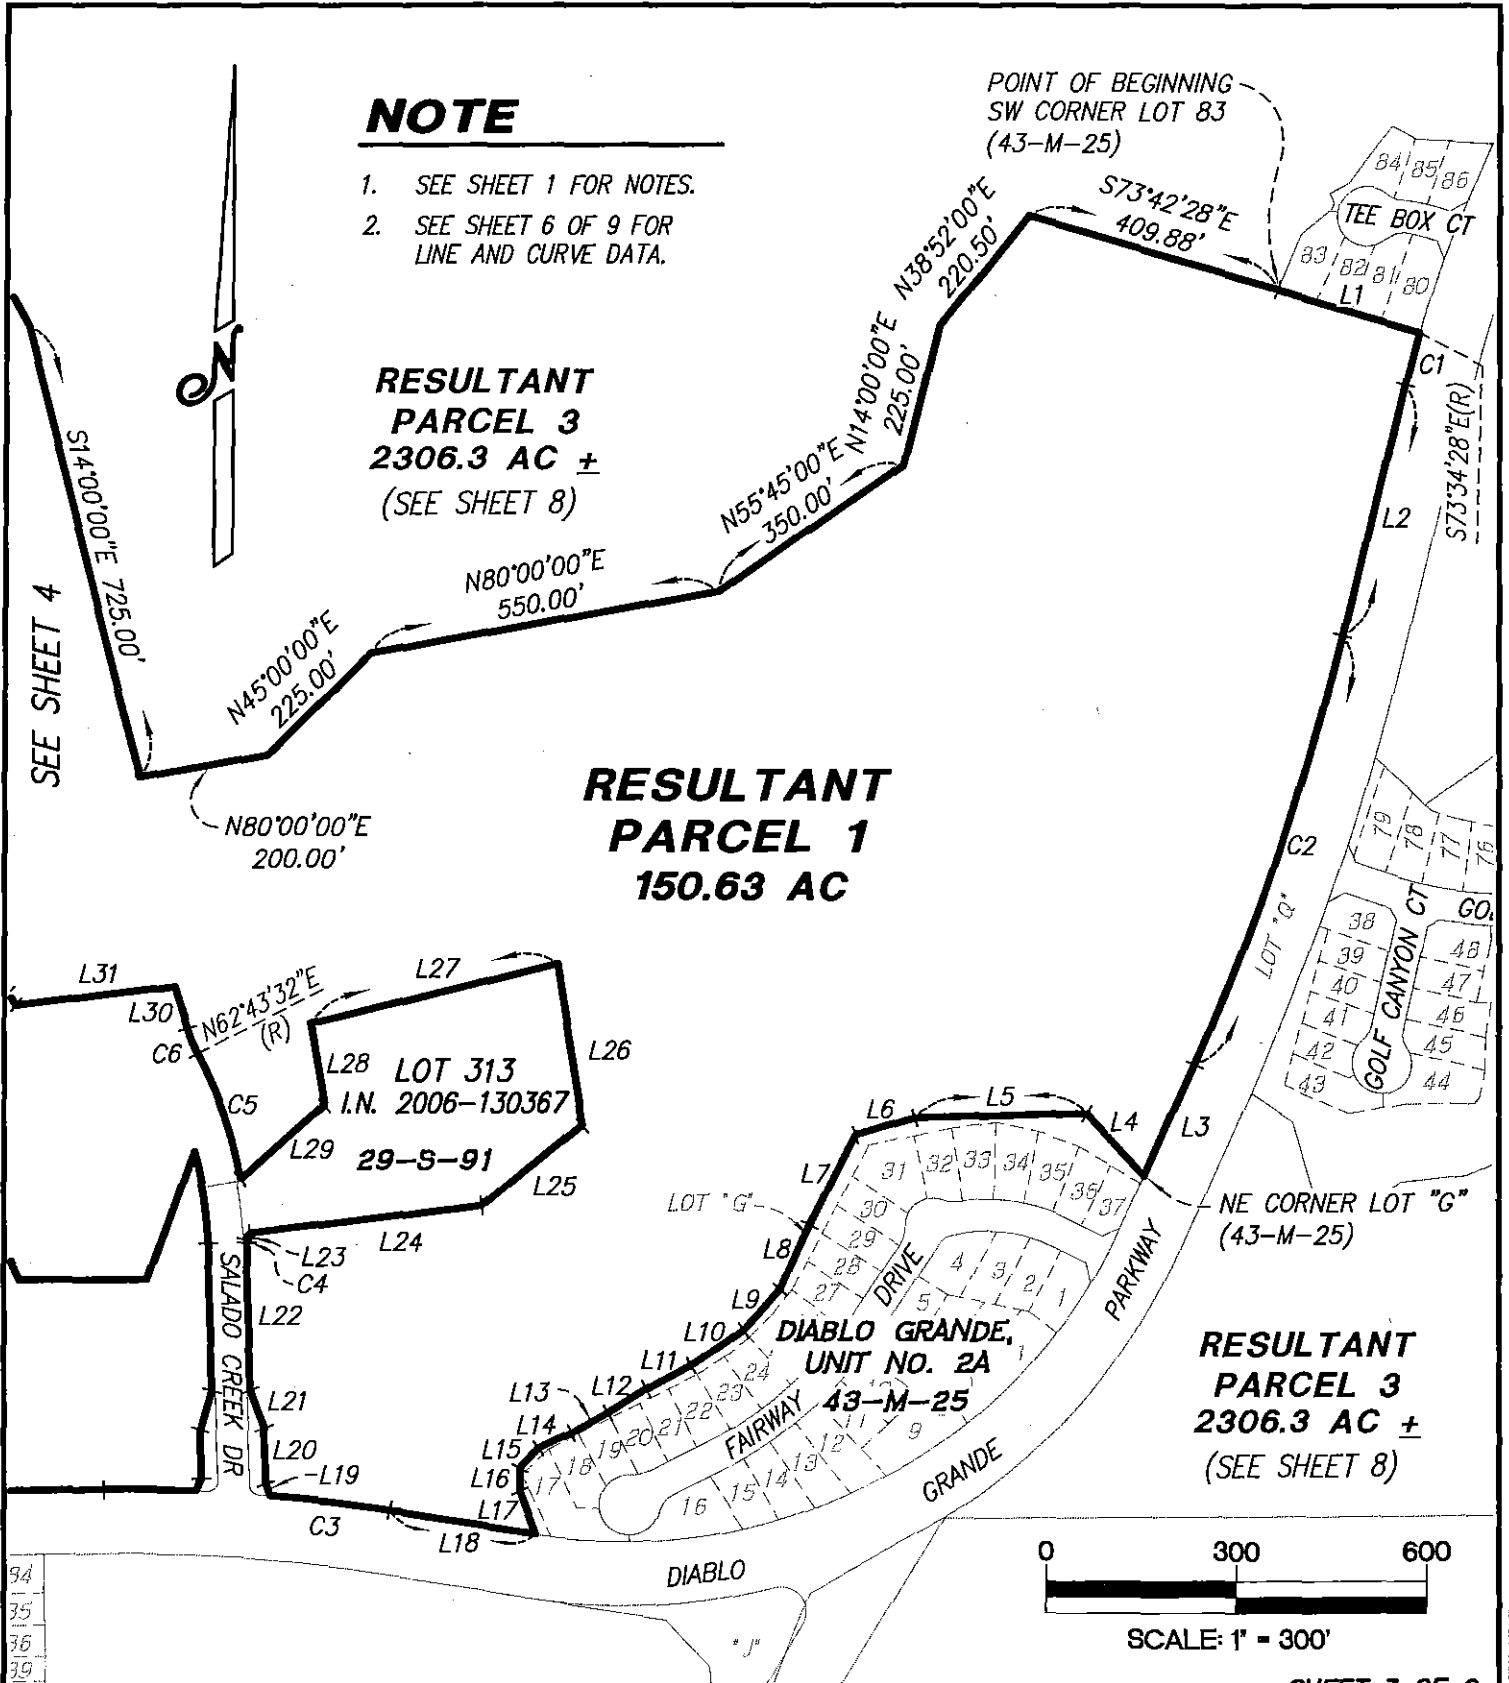 NOTE
1. SEE SHEET 1 FOR NOTES.
2. SEE SHEET 6 OF 9 FOR
LINE AND CURVE DATA.
POINT OF BEGINNING
SW CORNER LOT 83
(43-M-25)
S73°42'28"E
409.88'
N38°52'00"E
220.50'
N14°00'00"E
225.00'
N55°45'00"E
350.00'
N80°00'00"E
550.00'
N45°00'00"E
225.00'
N80°00'00"E
200.00'
S14°00'00"E 725.00'
SEE SHEET 4
N
RESULTANT
PARCEL 3
2306.3 AC ±
(SEE SHEET 8)
84
85
86
TEE BOX CT
83
82
81
80
L1
C1
S73°34'28"E(R)
L2
C2
RESULTANT
PARCEL 1
150.63 AC
LOT "Q"
79
78
77
76
GOLF CANYON CT
38
39
40
41
42
43
48
47
46
45
44
L31
L30
C6
N62°43'32"E
(R)
L27
L28
L26
C5
L29
LOT 313
I.N. 2006-130367
29-S-91
L25
L24
L23
C4
L22
L21
L20
L19
SALADO CREEK DR
C3
L18
L17
L16
L15
L14
L13
L12
L11
L10
L9
L8
L7
L6
L5
L4
L3
LOT "G"
NE CORNER LOT "G"
(43-M-25)
31
32
33
34
35
36
37
30
29
28
27
24
23
22
21
20
19
18
17
16
15
14
13
12
9
5
4
3
2
1
1
FAIRWAY
DRIVE
DIABLO GRANDE,
UNIT NO. 2A
43-M-25
DIABLO
GRANDE
PARKWAY
RESULTANT
PARCEL 3
2306.3 AC ±
(SEE SHEET 8)
"J"
0 300 600
SCALE: 1" = 300'